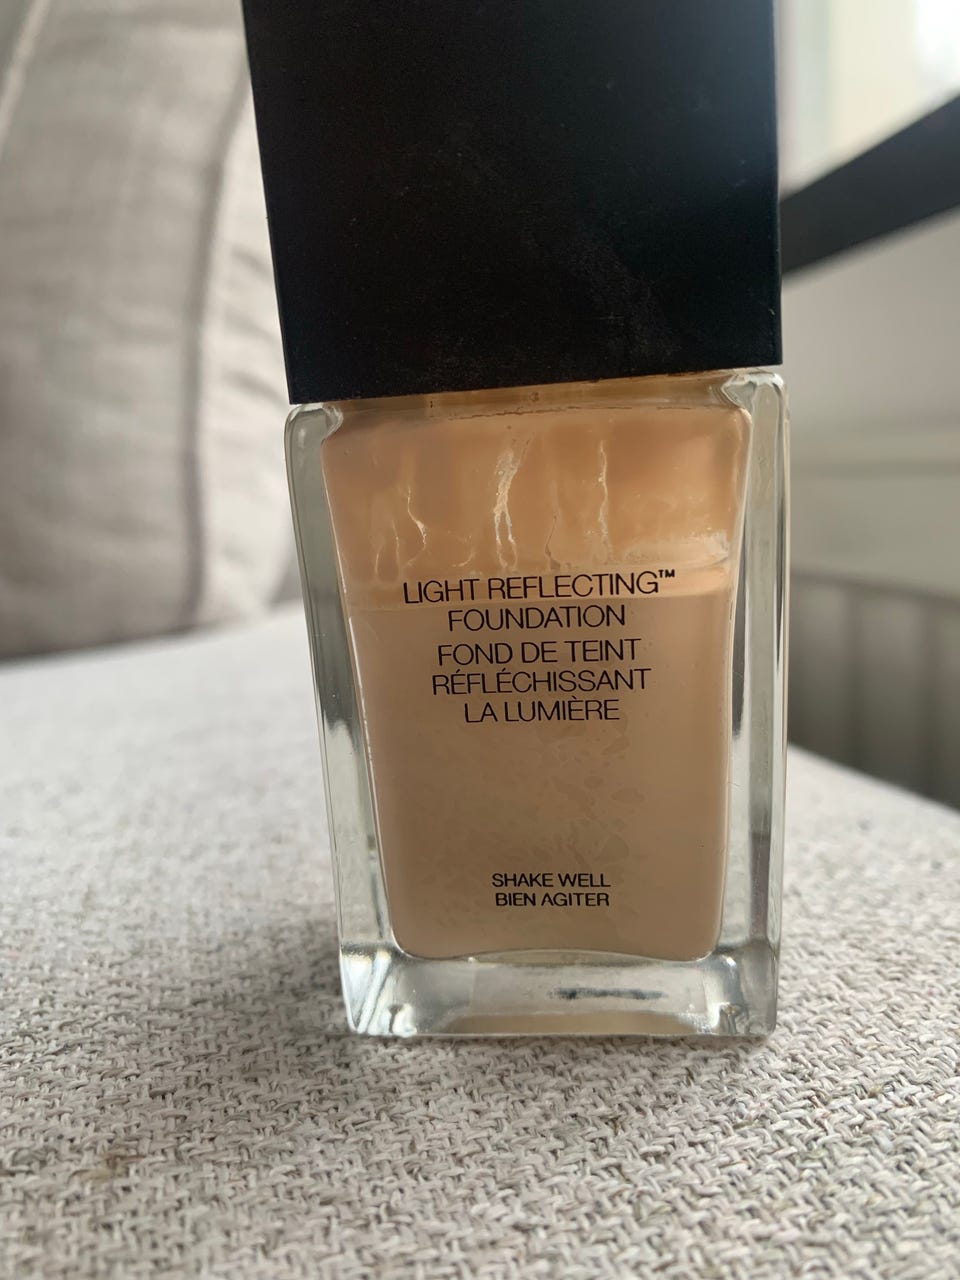 LIGHT REFLECTING™
FOUNDATION
FOND DE TEINT
RÉFLÉCHISSANT
LA LUMIÈRE
SHAKE WELL
BIEN AGITER